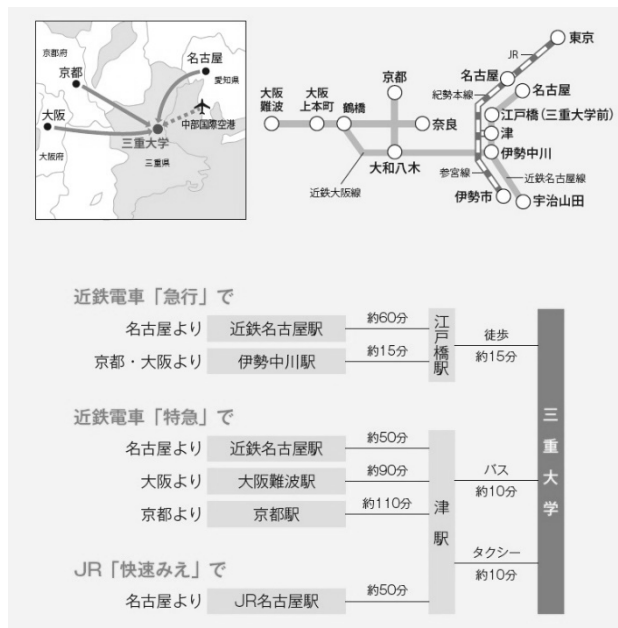 京都府
京都
名古屋
愛知県
大阪
中部国際空港
三重大学
大阪府
三重県
東京
JR
名古屋
紀勢本線
名古屋
京都
大阪
難波
大阪
上本町
鶴橋
奈良
江戸橋(三重大学前)
津
伊勢中川
大和八木
参宮線
近鉄大阪線
伊勢市
近鉄名古屋線
宇治山田
近鉄電車「急行」で
名古屋より 近鉄名古屋駅 約60分
京都・大阪より 伊勢中川駅 約15分
江戸橋駅
徒歩
約15分
近鉄電車「特急」で
名古屋より 近鉄名古屋駅 約50分
大阪より 大阪難波駅 約90分
京都より 京都駅 約110分
津駅
バス
約10分
タクシー
約10分
JR「快速みえ」で
名古屋より JR名古屋駅 約50分
三重大学